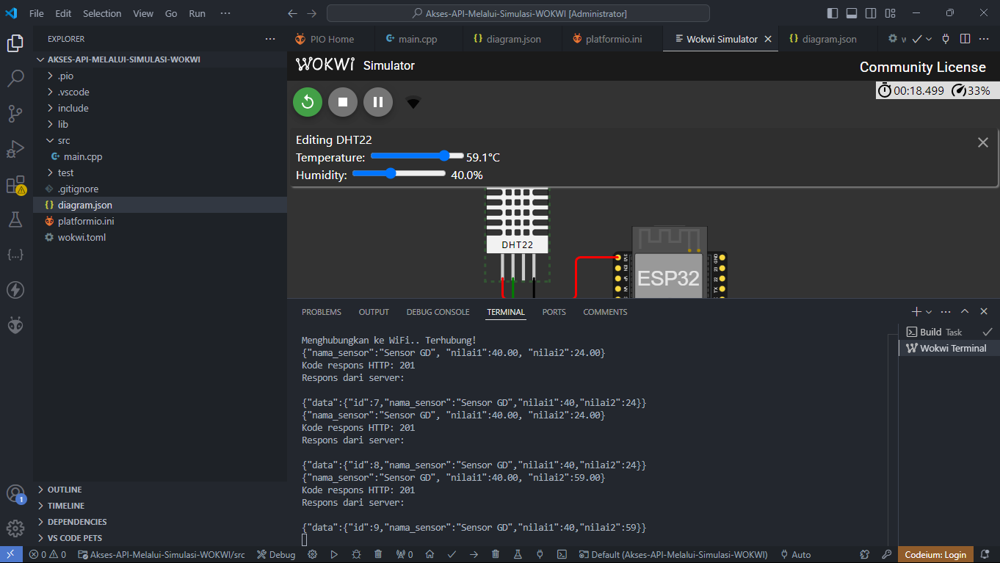 File Edit Selection View Go Run ···
Akses-API-Melalui-Simulasi-WOKWI [Administrator]
EXPLORER
AKSES-API-MELALUI-SIMULASI-WOKWI
.pio
.vscode
include
lib
src
main.cpp
test
.gitignore
diagram.json
platformio.ini
wokwi.toml
OUTLINE
TIMELINE
DEPENDENCIES
VS CODE PETS
PIO Home
main.cpp
diagram.json
platformio.ini
Wokwi Simulator
diagram.json
w
WOKWI Simulator
Community License
00:18.499 33%
Editing DHT22
Temperature: 59.1°C
Humidity: 40.0%
DHT22
ESP32
3V3
EN
VP
VN
GND
23
22
TX
PROBLEMS OUTPUT DEBUG CONSOLE TERMINAL PORTS COMMENTS
Menghubungkan ke WiFi.. Terhubung!
{"nama_sensor":"Sensor GD", "nilai1":40.00, "nilai2":24.00}
Kode respons HTTP: 201
Respons dari server:
{"data":{"id":7,"nama_sensor":"Sensor GD","nilai1":40,"nilai2":24}}
{"nama_sensor":"Sensor GD", "nilai1":40.00, "nilai2":24.00}
Kode respons HTTP: 201
Respons dari server:
{"data":{"id":8,"nama_sensor":"Sensor GD","nilai1":40,"nilai2":24}}
{"nama_sensor":"Sensor GD", "nilai1":40.00, "nilai2":59.00}
Kode respons HTTP: 201
Respons dari server:
{"data":{"id":9,"nama_sensor":"Sensor GD","nilai1":40,"nilai2":59}}
Build Task
Wokwi Terminal
1
0 0 Akses-API-Melalui-Simulasi-WOKWI/src Debug 0 Default (Akses-API-Melalui-Simulasi-WOKWI) Auto Codeium: Login